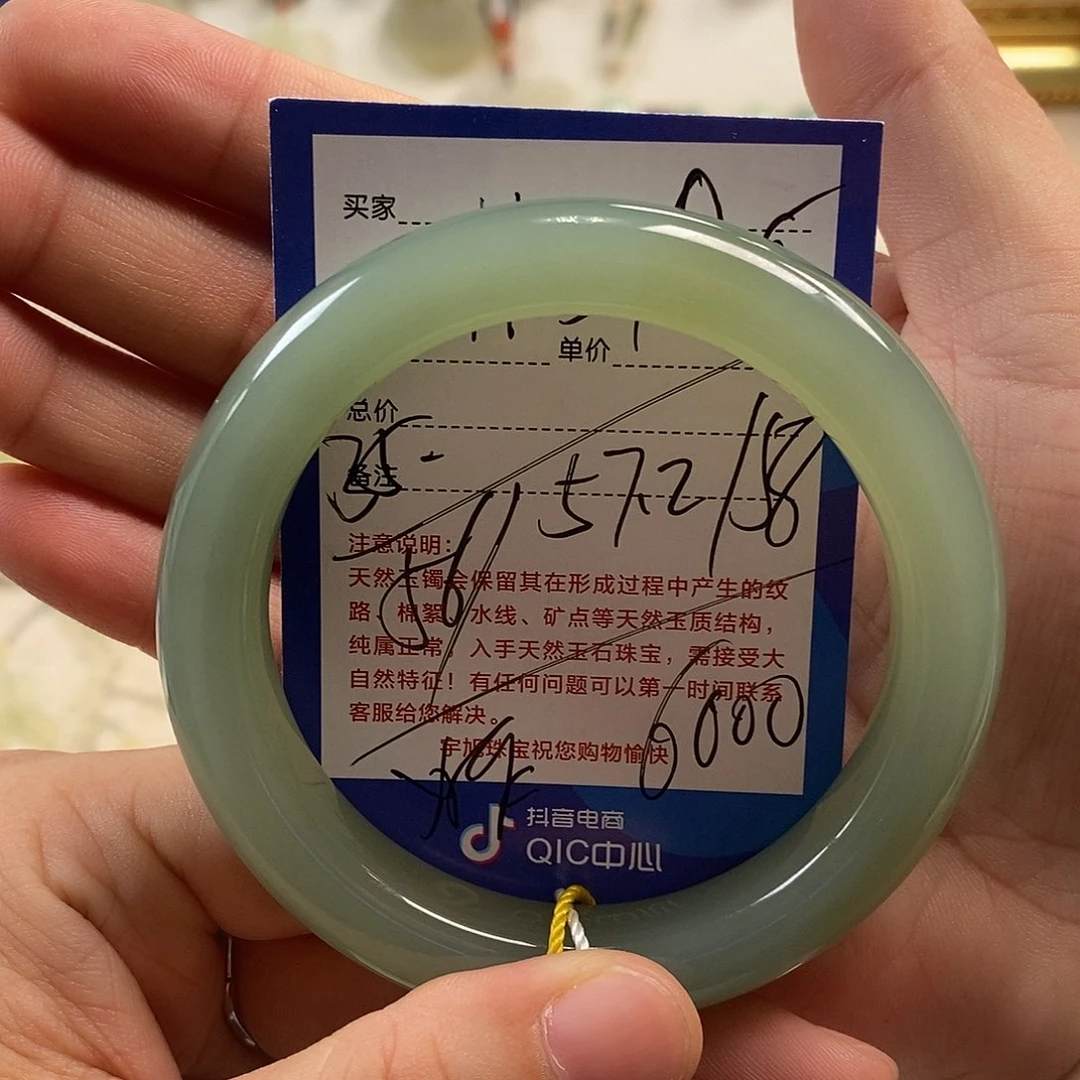 买家
单价
总价
备注
57.2/58
56/
注意说明：
天然玉镯会保留其在形成过程中产生的纹
路、棉絮、水线、矿点等天然玉质结构，
纯属正常，入手天然玉石珠宝，需接受大
自然特征！有任何问题可以第一时间联系
客服给您解决。
6000
宇旭珠宝祝您购物愉快
抖音电商
QIC中心